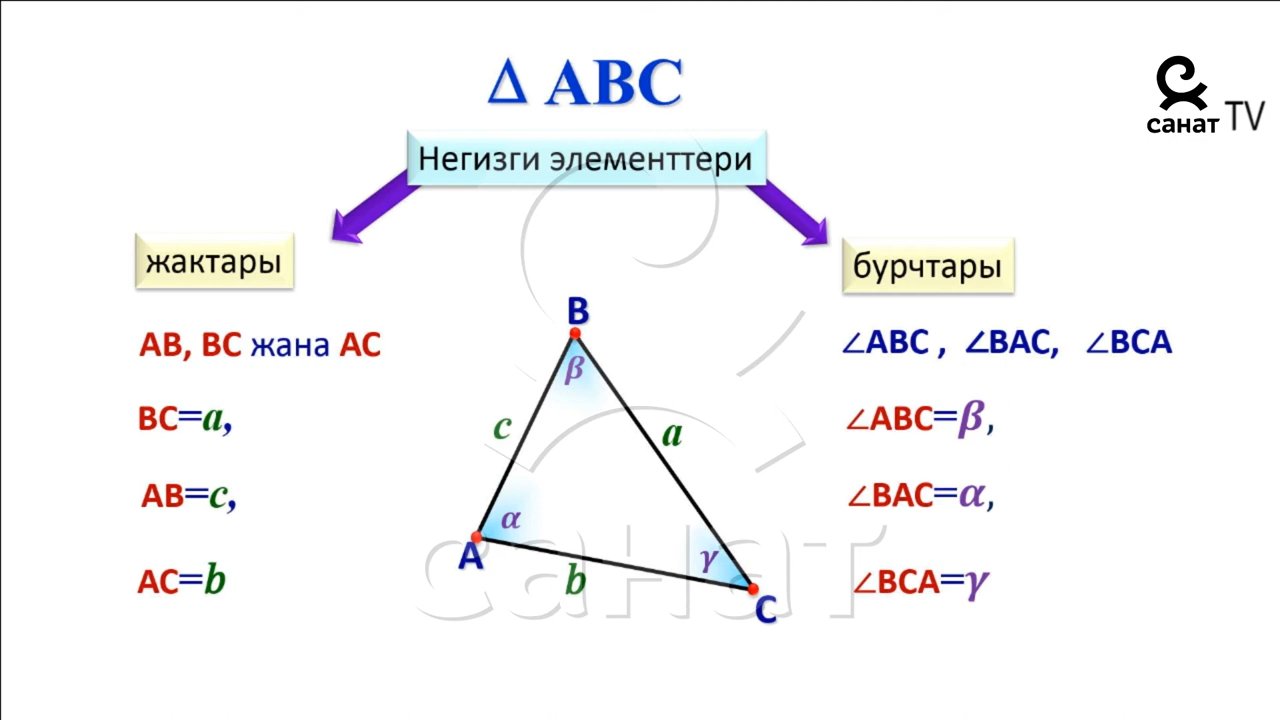 ∆ ABC
санат TV
Негизги элементтери
жактары
бурчтары
AB, BC жана AC
BC=a,
AB=c,
AC=b
B
β
c
a
α
A
γ
b
C
∠ABC , ∠BAC, ∠BCA
∠ABC=β,
∠BAC=α,
∠BCA=γ
санат